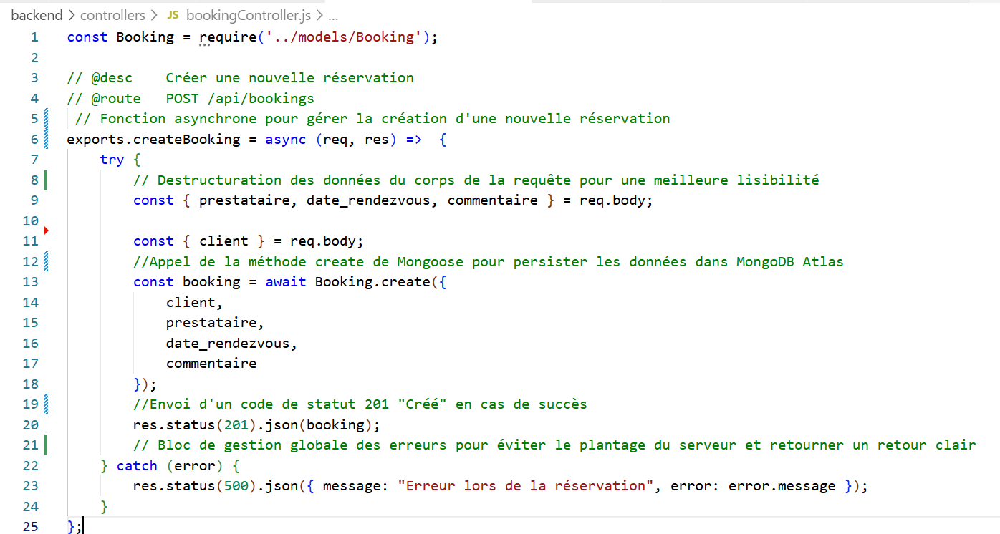 backend > controllers > JS bookingController.js > ...
1 const Booking = require('../models/Booking');
2
3 // @desc    Créer une nouvelle réservation
4 // @route   POST /api/bookings
5  // Fonction asynchrone pour gérer la création d'une nouvelle réservation
6 exports.createBooking = async (req, res) =>  {
7     try {
8         // Destructuration des données du corps de la requête pour une meilleure lisibilité
9         const { prestataire, date_rendezvous, commentaire } = req.body;
10
11         const { client } = req.body;
12         //Appel de la méthode create de Mongoose pour persister les données dans MongoDB Atlas
13         const booking = await Booking.create({
14             client,
15             prestataire,
16             date_rendezvous,
17             commentaire
18         });
19         //Envoi d'un code de statut 201 "Créé" en cas de succès
20         res.status(201).json(booking);
21         // Bloc de gestion globale des erreurs pour éviter le plantage du serveur et retourner un retour clair
22     } catch (error) {
23         res.status(500).json({ message: "Erreur lors de la réservation", error: error.message });
24     }
25 };